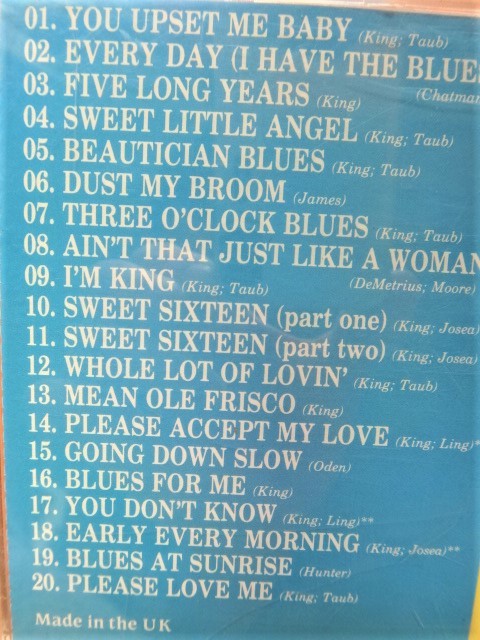 01. YOU UPSET ME BABY (King; Taub)
02. EVERY DAY (I HAVE THE BLUE
(Chatman
03. FIVE LONG YEARS (King)
04. SWEET LITTLE ANGEL (King; Taub)
05. BEAUTICIAN BLUES (King; Taub)
06. DUST MY BROOM (James)
07. THREE O'CLOCK BLUES (King; Taub)
08. AIN'T THAT JUST LIKE A WOMAN
(DeMetrius; Moore)
09. I'M KING (King; Taub)
10. SWEET SIXTEEN (part one) (King; Josea)
11. SWEET SIXTEEN (part two) (King; Josea)
12. WHOLE LOT OF LOVIN' (King; Taub)
13. MEAN OLE FRISCO (King)
14. PLEASE ACCEPT MY LOVE (King; Ling)*
15. GOING DOWN SLOW (Oden)
16. BLUES FOR ME (King)
17. YOU DON'T KNOW (King; Ling)**
18. EARLY EVERY MORNING (King; Josea)**
19. BLUES AT SUNRISE (Hunter)
20. PLEASE LOVE ME (King; Taub)
Made in the UK